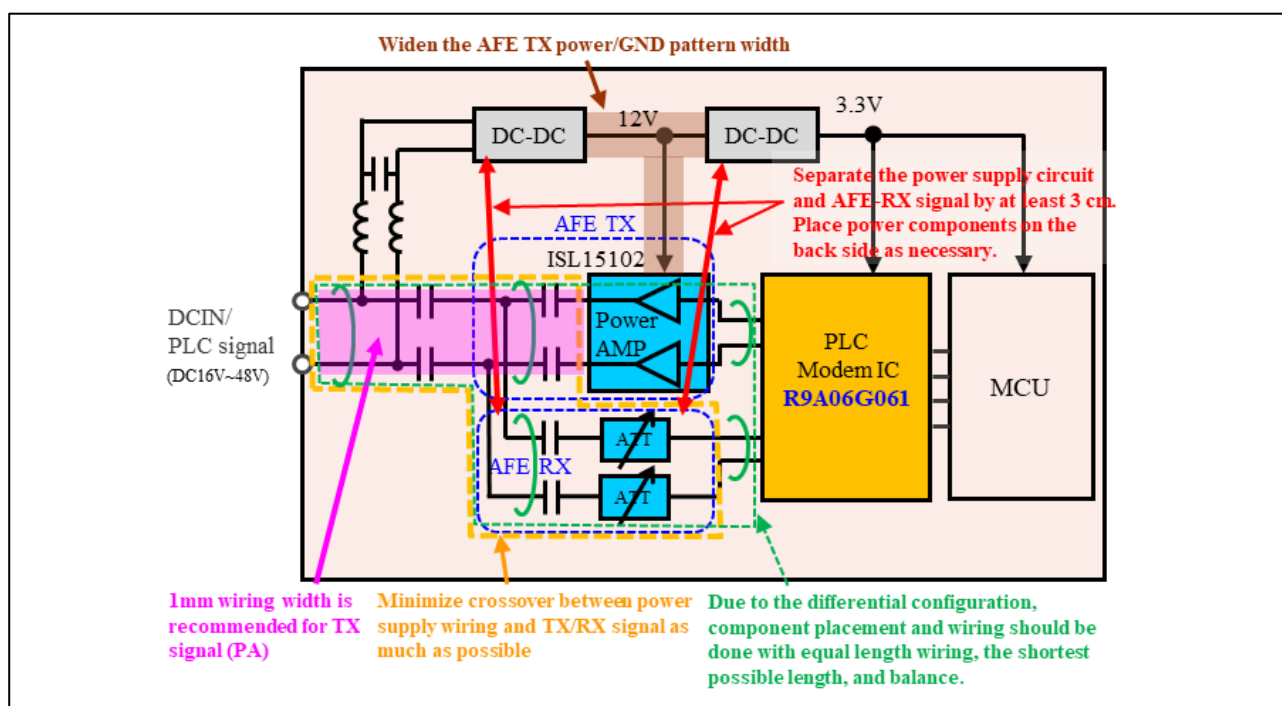 Widen the AFE TX power/GND pattern width
DC-DC
12V
DC-DC
3.3V
Separate the power supply circuit
and AFE-RX signal by at least 3 cm.
Place power components on the
back side as necessary.
AFE TX
ISL15102
DCIN/
PLC signal
(DC16V~48V)
Power
AMP
PLC
Modem IC
R9A06G061
MCU
ATT
AFE RX
ATT
1mm wiring width is
recommended for TX
signal (PA)
Minimize crossover between power
supply wiring and TX/RX signal as
much as possible
Due to the differential configuration,
component placement and wiring should be
done with equal length wiring, the shortest
possible length, and balance.